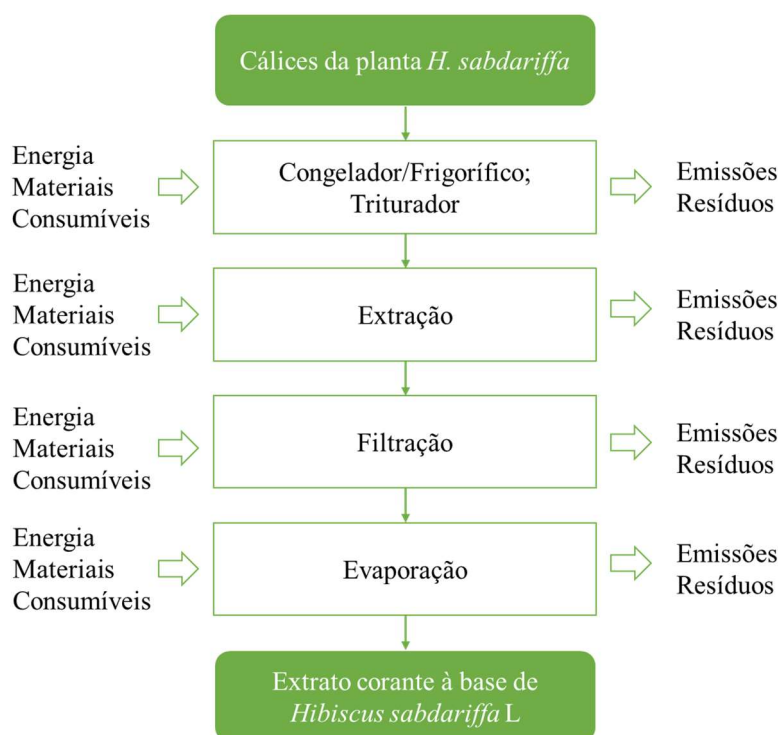 Cálices da planta H. sabdariffa
Energia
Materiais
Consumíveis
Congelador/Frigorífico;
Triturador
Emissões
Resíduos
Energia
Materiais
Consumíveis
Extração
Emissões
Resíduos
Energia
Materiais
Consumíveis
Filtração
Emissões
Resíduos
Energia
Materiais
Consumíveis
Evaporação
Emissões
Resíduos
Extrato corante à base de
Hibiscus sabdariffa L